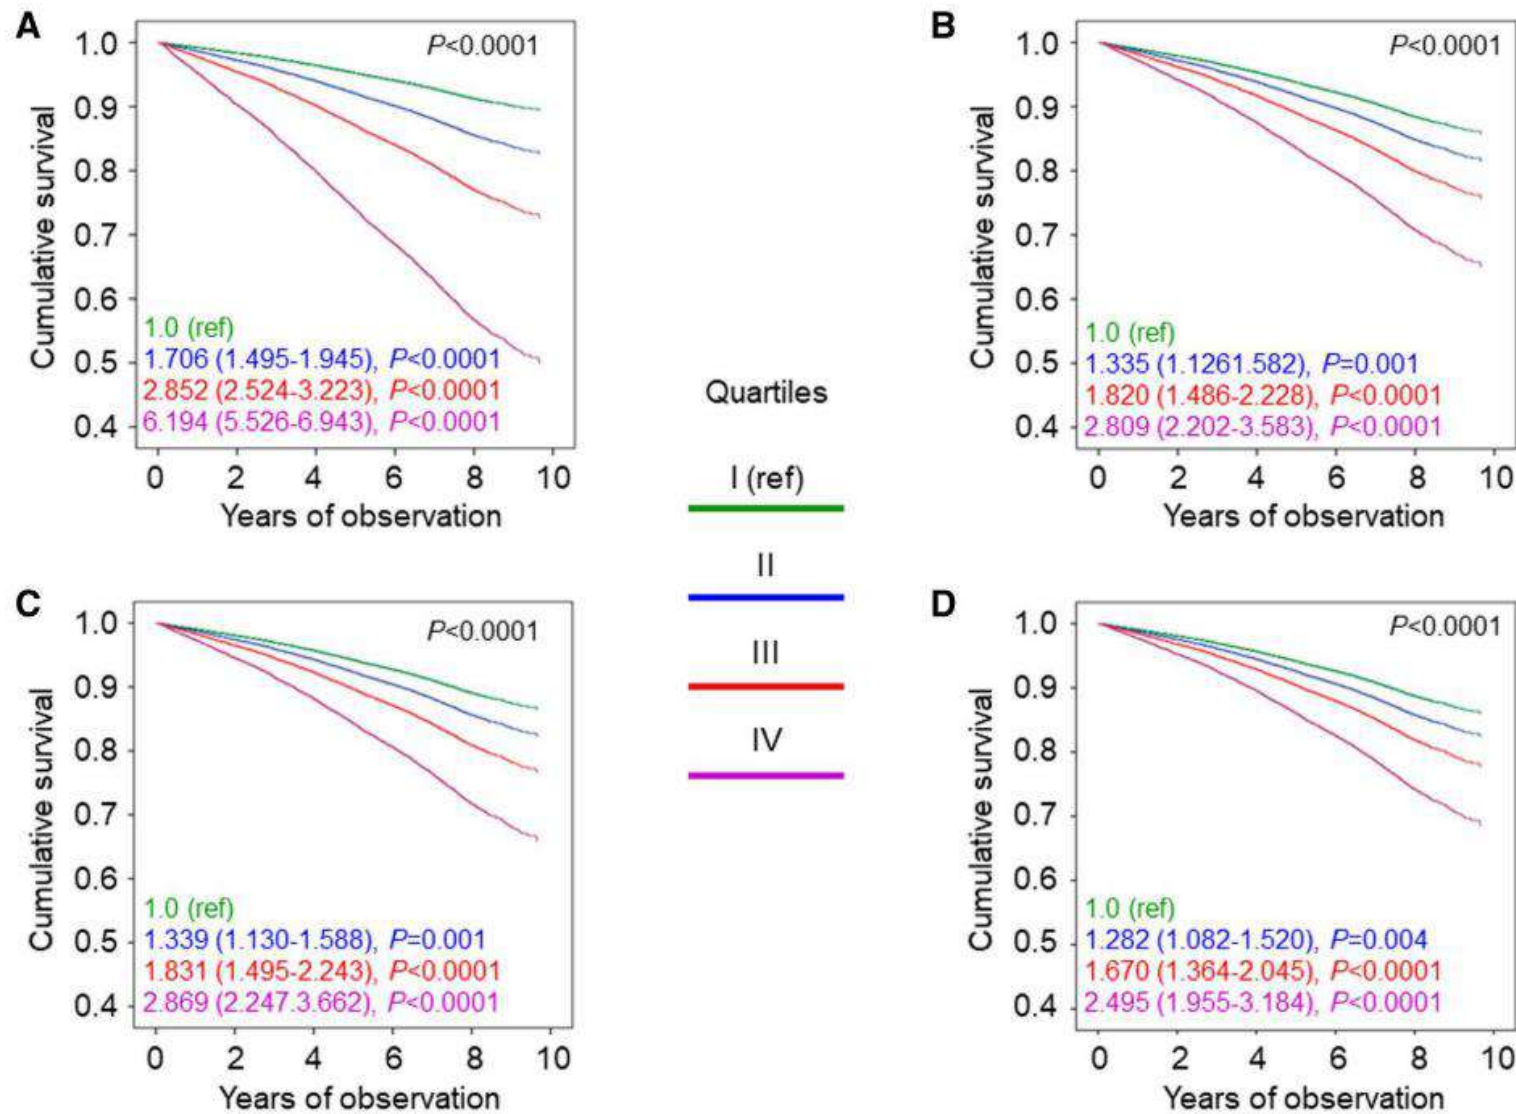 A
P<0.0001
Cumulative survival
1.0
0.9
0.8
0.7
0.6
0.5
0.4
1.0 (ref)
1.706 (1.495-1.945), P<0.0001
2.852 (2.524-3.223), P<0.0001
6.194 (5.526-6.943), P<0.0001
0 2 4 6 8 10
Years of observation
B
P<0.0001
Cumulative survival
1.0
0.9
0.8
0.7
0.6
0.5
0.4
1.0 (ref)
1.335 (1.1261.582), P=0.001
1.820 (1.486-2.228), P<0.0001
2.809 (2.202-3.583), P<0.0001
0 2 4 6 8 10
Years of observation
Quartiles
I (ref)
II
III
IV
C
P<0.0001
Cumulative survival
1.0
0.9
0.8
0.7
0.6
0.5
0.4
1.0 (ref)
1.339 (1.130-1.588), P=0.001
1.831 (1.495-2.243), P<0.0001
2.869 (2.247.3.662), P<0.0001
0 2 4 6 8 10
Years of observation
D
P<0.0001
Cumulative survival
1.0
0.9
0.8
0.7
0.6
0.5
0.4
1.0 (ref)
1.282 (1.082-1.520), P=0.004
1.670 (1.364-2.045), P<0.0001
2.495 (1.955-3.184), P<0.0001
0 2 4 6 8 10
Years of observation